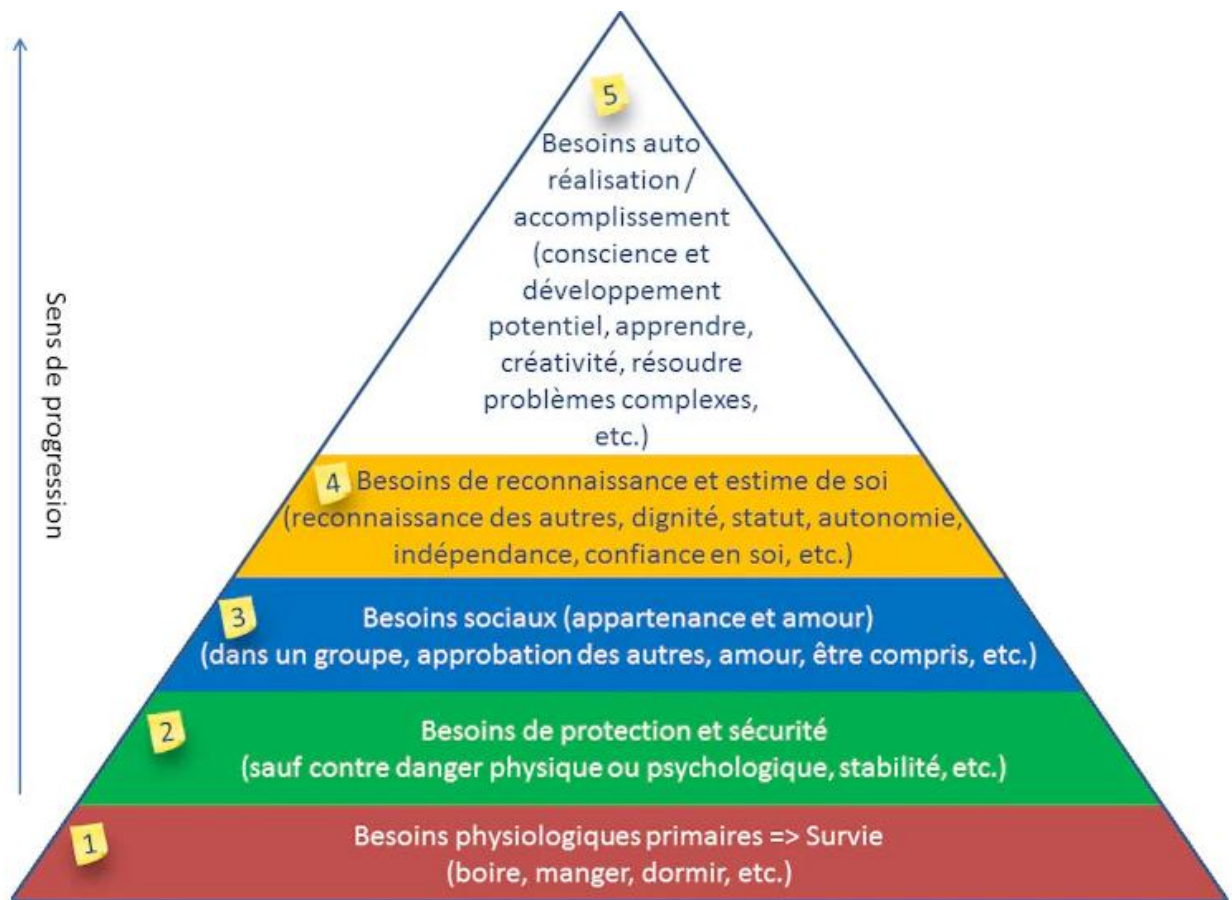 5
Besoins auto
réalisation /
accomplissement
(conscience et
développement
potentiel, apprendre,
créativité, résoudre
problèmes complexes,
etc.)
4
Besoins de reconnaissance et estime de soi
(reconnaissance des autres, dignité, statut, autonomie,
indépendance, confiance en soi, etc.)
3
Besoins sociaux (appartenance et amour)
(dans un groupe, approbation des autres, amour, être compris, etc.)
2
Besoins de protection et sécurité
(sauf contre danger physique ou psychologique, stabilité, etc.)
1
Besoins physiologiques primaires => Survie
(boire, manger, dormir, etc.)
Sens de progression